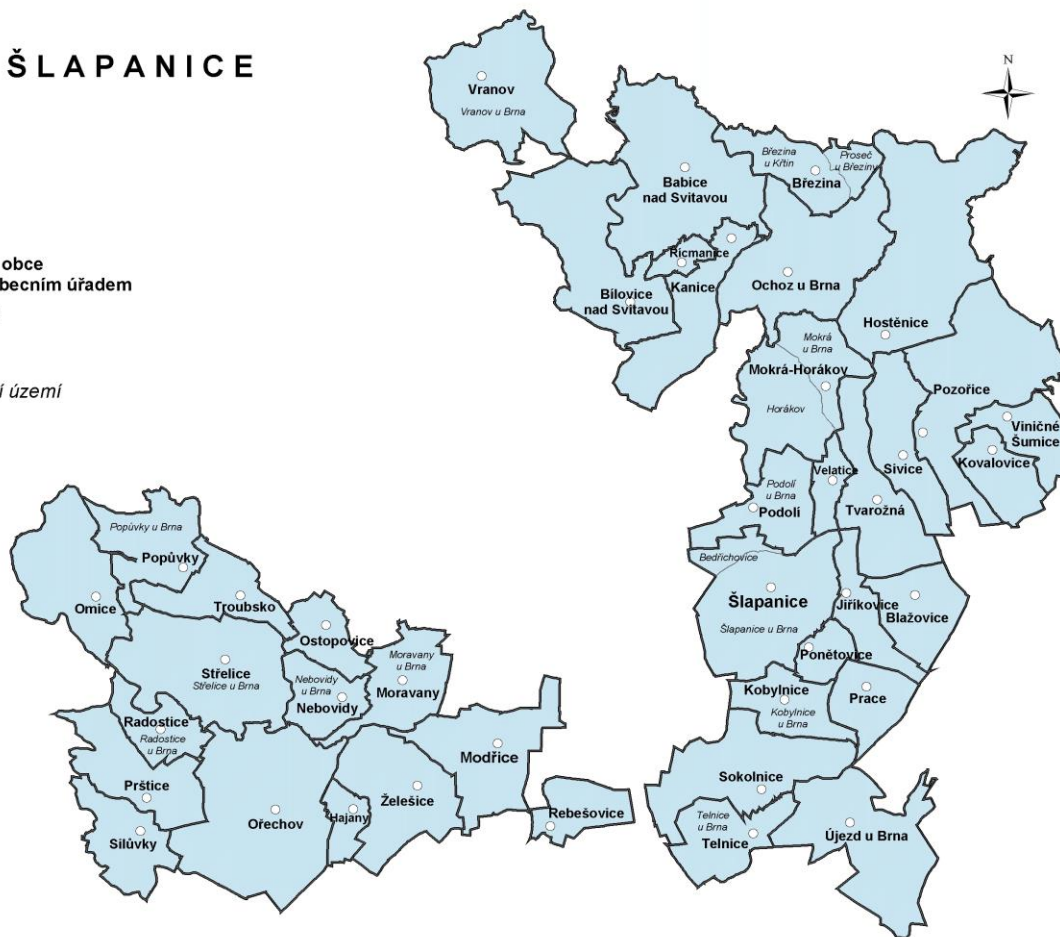 ŠLAPANICE
N
obce
becním úřadem
í území
Vranov
Vranov u Brna
Babice
nad Svitavou
Březina
u Křtin
Proseč
u Březiny
Březina
Řícmanice
Kanice
Bílovice
nad Svitavou
Ochoz u Brna
Hostěnice
Mokrá
u Brna
Mokrá-Horákov
Horákov
Pozořice
Viničné
Šumice
Kovalovice
Sivice
Velatice
Tvarožná
Podolí
u Brna
Podolí
Bedřichovice
Šlapanice
Šlapanice u Brna
Jiříkovice
Blažovice
Ponětovice
Kobylnice
Kobylnice
u Brna
Prace
Sokolnice
Telnice
u Brna
Telnice
Újezd u Brna
Popůvky u Brna
Popůvky
Omice
Troubsko
Ostopovice
Střelice
Střelice u Brna
Nebovidy
u Brna
Nebovidy
Moravany
u Brna
Moravany
Radostice
Radostice
u Brna
Prštice
Silůvky
Ořechov
Hajany
Želešice
Modřice
Rebešovice